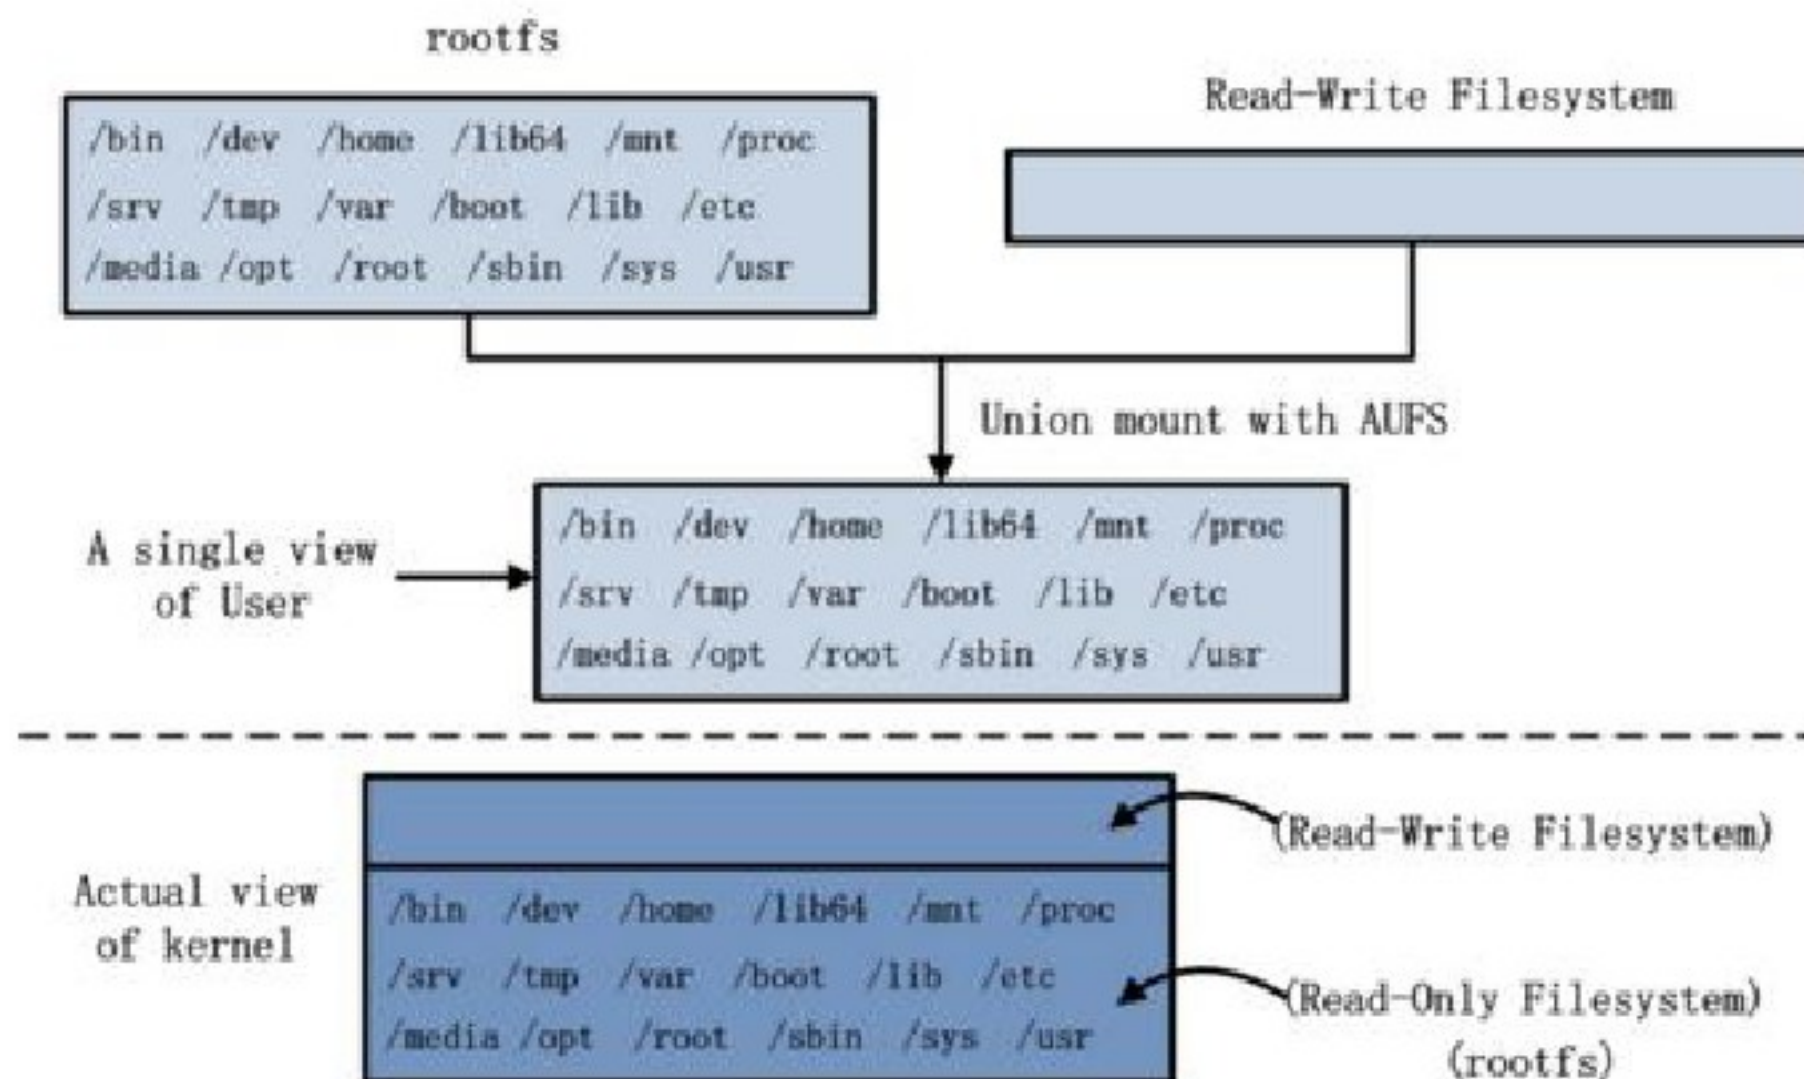 rootfs
/bin /dev /home /lib64 /mnt /proc
/srv /tmp /var /boot /lib /etc
/media /opt /root /sbin /sys /usr
Read-Write Filesystem
Union mount with AUFS
A single view
of User
/bin /dev /home /lib64 /mnt /proc
/srv /tmp /var /boot /lib /etc
/media /opt /root /sbin /sys /usr
Actual view
of kernel
/bin /dev /home /lib64 /mnt /proc
/srv /tmp /var /boot /lib /etc
/media /opt /root /sbin /sys /usr
(Read-Write Filesystem)
(Read-Only Filesystem)
(rootfs)